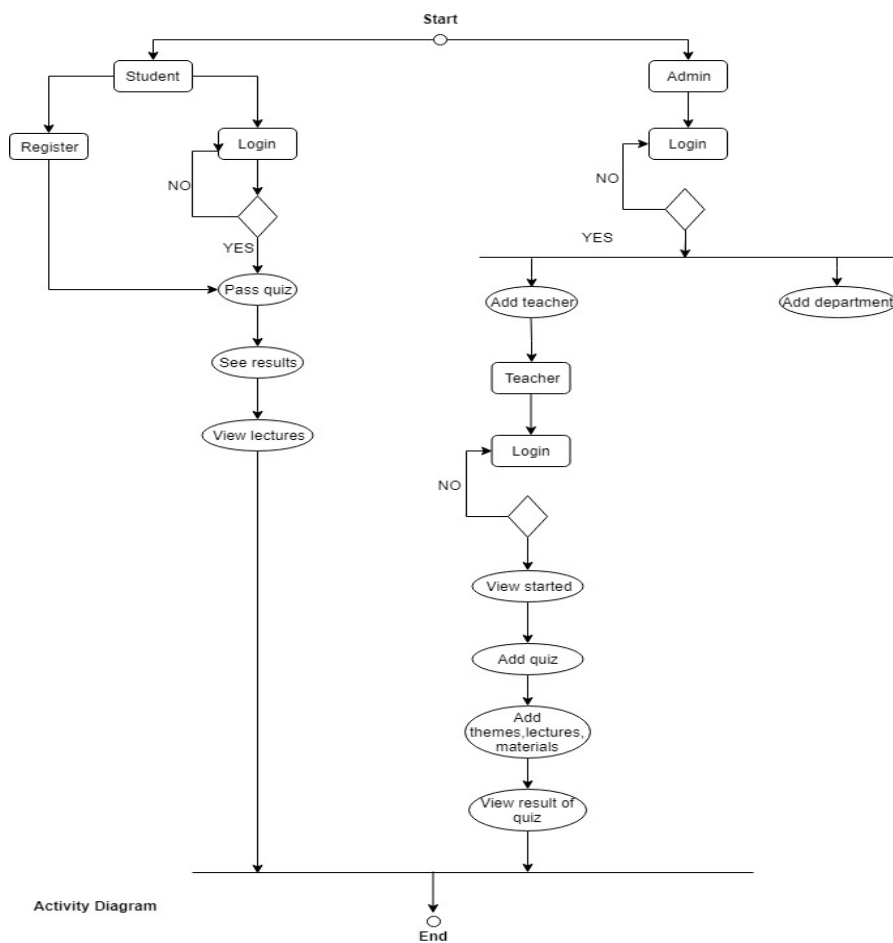 Start
Student
Admin
Register
Login
Login
NO
NO
YES
YES
Pass quiz
Add teacher
Add department
See results
Teacher
View lectures
Login
NO
View started
Add quiz
Add
themes,lectures,
materials
View result of
quiz
Activity Diagram
End